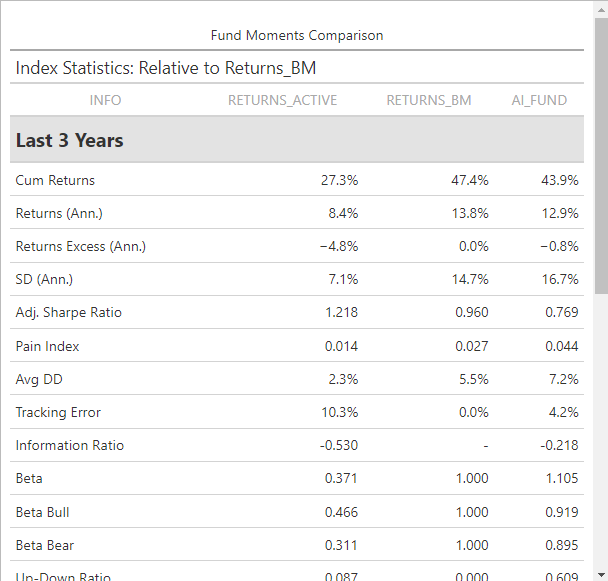 Fund Moments Comparison
Index Statistics: Relative to Returns_BM
INFO RETURNS_ACTIVE RETURNS_BM AI_FUND
Last 3 Years
Cum Returns 27.3% 47.4% 43.9%
Returns (Ann.) 8.4% 13.8% 12.9%
Returns Excess (Ann.) −4.8% 0.0% −0.8%
SD (Ann.) 7.1% 14.7% 16.7%
Adj. Sharpe Ratio 1.218 0.960 0.769
Pain Index 0.014 0.027 0.044
Avg DD 2.3% 5.5% 7.2%
Tracking Error 10.3% 0.0% 4.2%
Information Ratio -0.530 - -0.218
Beta 0.371 1.000 1.105
Beta Bull 0.466 1.000 0.919
Beta Bear 0.311 1.000 0.895
Up-Down Ratio 0.087 0.000 0.609